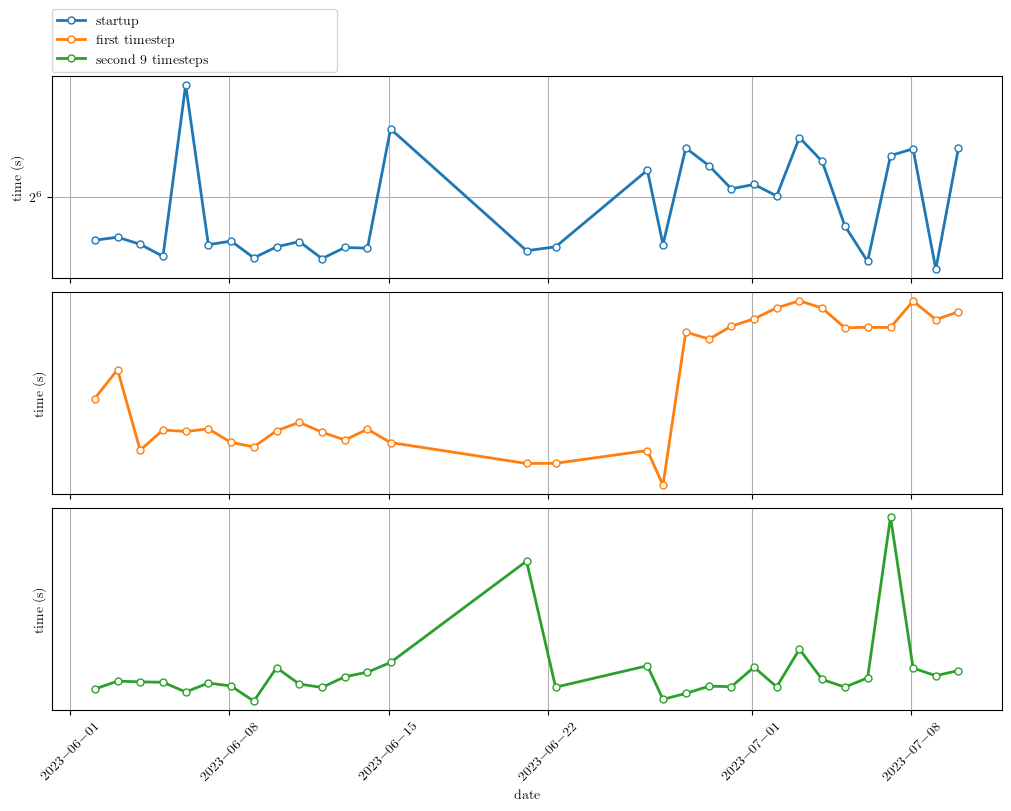 startup
first timestep
second 9 timesteps
time (s)
2⁶
time (s)
time (s)
2023−06−01
2023−06−08
2023−06−15
2023−06−22
2023−07−01
2023−07−08
date